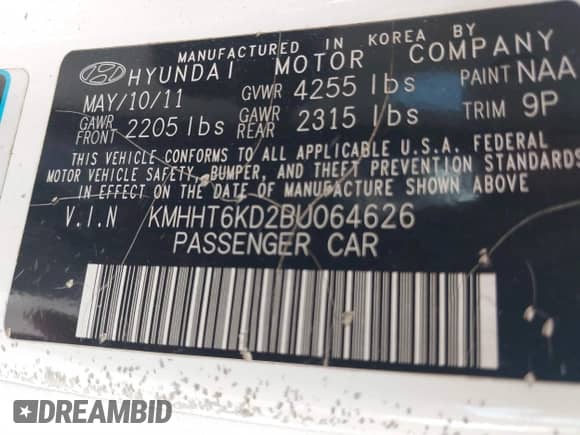 MANUFACTURED IN KOREA BY
HYUNDAI MOTOR COMPANY
MAY/10/11 GVWR 4255 lbs PAINT NAA
GAWR FRONT 2205 lbs GAWR REAR 2315 lbs TRIM 9P
THIS VEHICLE CONFORMS TO ALL APPLICABLE U.S.A. FEDERAL
MOTOR VEHICLE SAFETY, BUMPER, AND THEFT PREVENTION STANDARDS
IN EFFECT ON THE DATE OF MANUFACTURE SHOWN ABOVE.
V.I.N KMHHT6KD2BU064626
PASSENGER CAR
DREAMBID